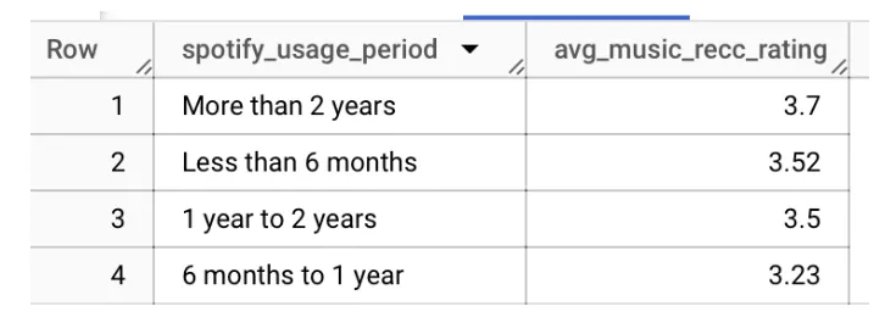 Row spotify_usage_period avg_music_recc_rating
1 More than 2 years 3.7
2 Less than 6 months 3.52
3 1 year to 2 years 3.5
4 6 months to 1 year 3.23